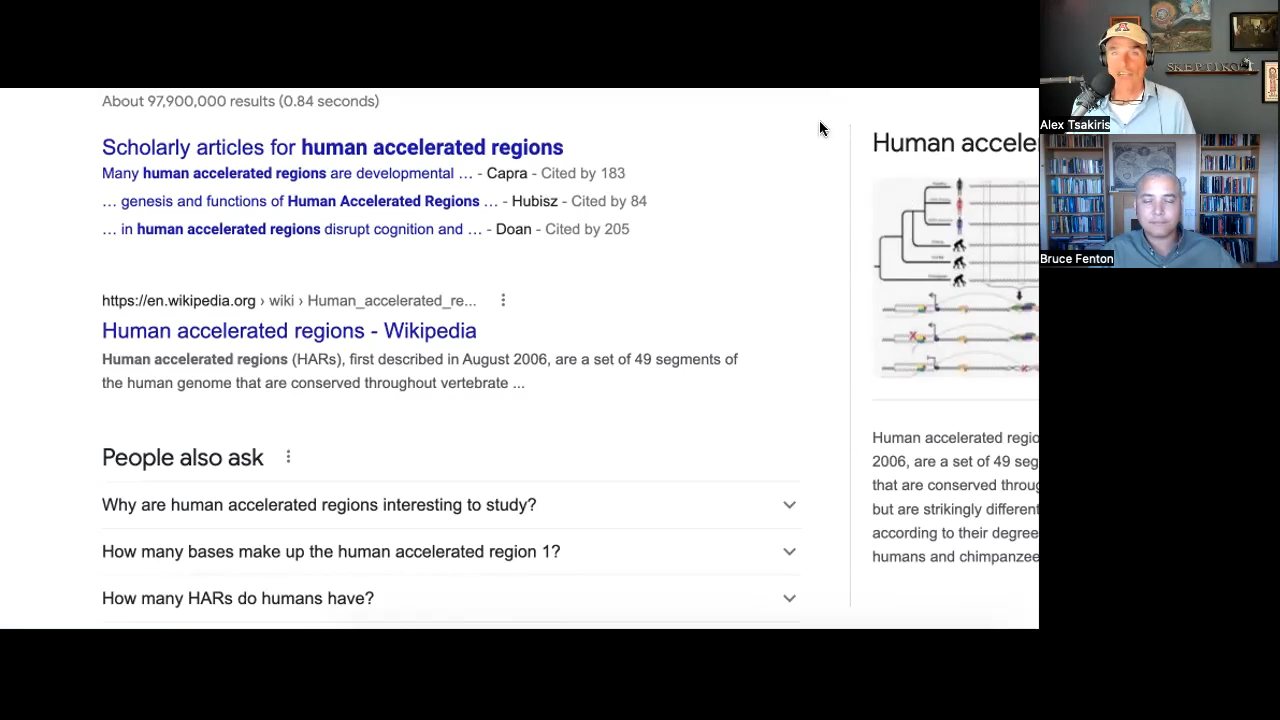 About 97,900,000 results (0.84 seconds)
Scholarly articles for human accelerated regions
Many human accelerated regions are developmental ... - Capra - Cited by 183
... genesis and functions of Human Accelerated Regions ... - Hubisz - Cited by 84
... in human accelerated regions disrupt cognition and ... - Doan - Cited by 205
https://en.wikipedia.org › wiki › Human_accelerated_re...
Human accelerated regions - Wikipedia
Human accelerated regions (HARs), first described in August 2006, are a set of 49 segments of
the human genome that are conserved throughout vertebrate ...
People also ask
Why are human accelerated regions interesting to study?
How many bases make up the human accelerated region 1?
How many HARs do humans have?
Human accele
Human accelerated regio
2006, are a set of 49 seg
that are conserved throug
but are strikingly different
according to their degree
humans and chimpanzee
SKEPTIKO
Alex Tsakiris
Bruce Fenton